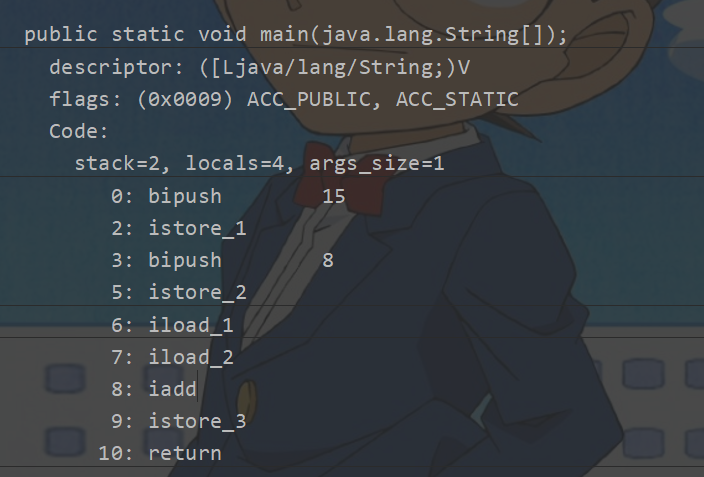 public static void main(java.lang.String[]);
descriptor: ([Ljava/lang/String;)V
flags: (0x0009) ACC_PUBLIC, ACC_STATIC
Code:
stack=2, locals=4, args_size=1
0: bipush 15
2: istore_1
3: bipush 8
5: istore_2
6: iload_1
7: iload_2
8: iadd
9: istore_3
10: return